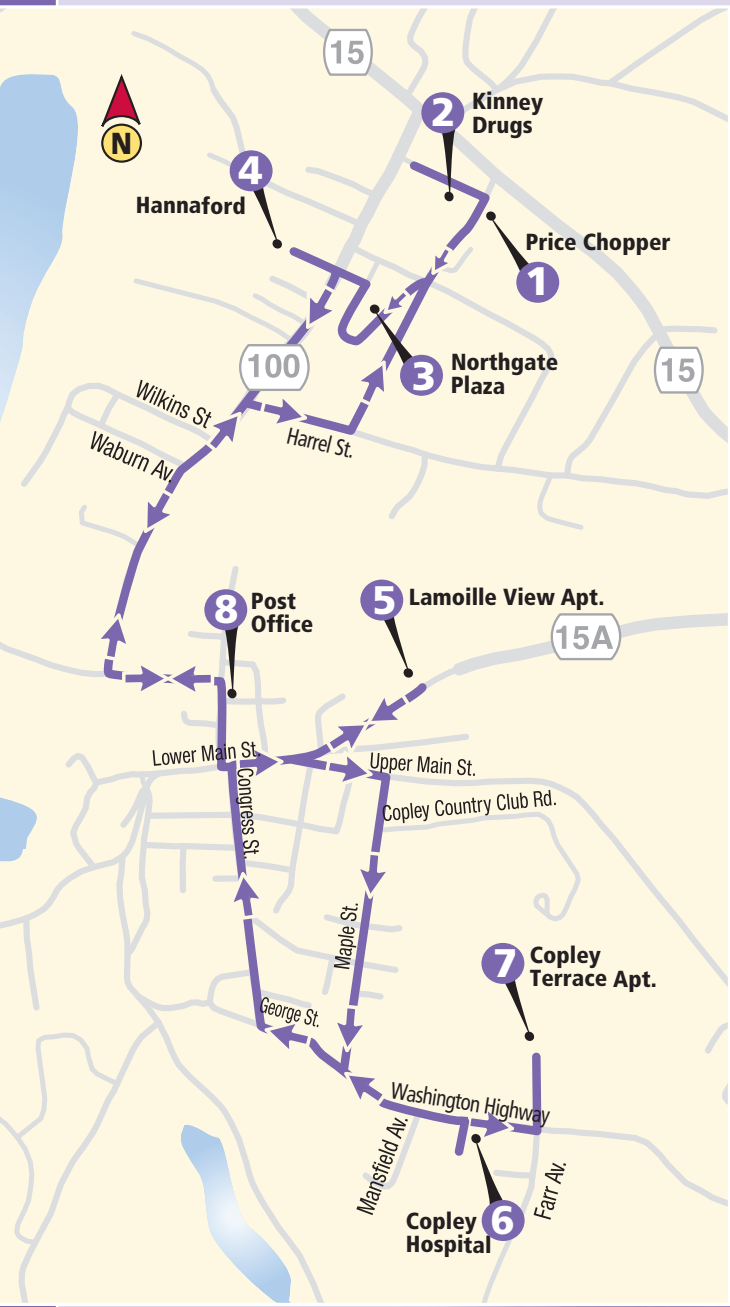 15
2
Kinney
Drugs
N
4
Hannaford
Price Chopper
1
100
3
Northgate
Plaza
15
Wilkins St
Waburn Av.
Harrel St.
8
Post
Office
5
Lamoille View Apt.
15A
Lower Main St.
Upper Main St.
Congress St.
Copley Country Club Rd.
Maple St.
7
Copley
Terrace Apt.
George St.
Washington Highway
Mansfield Av.
Farr Av.
Copley
Hospital
6